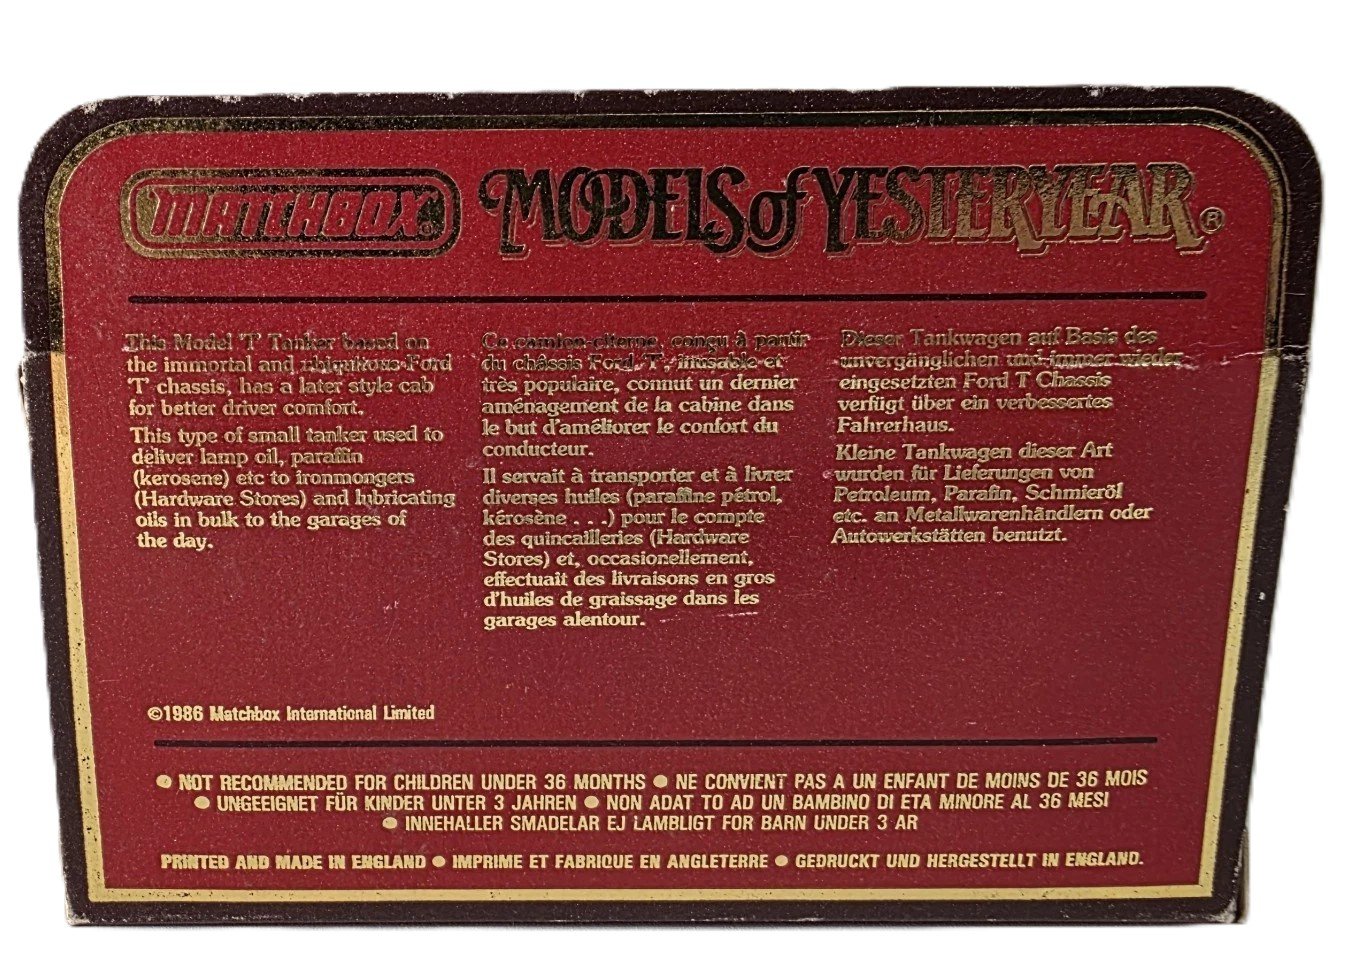 MATCHBOX® MODELS of YESTERYEAR®
This Model 'T' Tanker based on
the immortal and ubiquitous Ford
'T' chassis, has a later style cab
for better driver comfort.
This type of small tanker used to
deliver lamp oil, paraffin
(kerosene) etc to ironmongers
(Hardware Stores) and lubricating
oils in bulk to the garages of
the day.
Ce camion-citerne, conçu à partir
du châssis Ford 'T', inusable et
très populaire, connut un dernier
aménagement de la cabine dans
le but d'améliorer le confort du
conducteur.
Il servait à transporter et à livrer
diverses huiles (paraffine pétrol,
kérosène . . .) pour le compte
des quincailleries (Hardware
Stores) et, occasionellement,
effectuait des livraisons en gros
d'huiles de graissage dans les
garages alentour.
Dieser Tankwagen auf Basis des
unvergänglichen und immer wieder
eingesetzten Ford T Chassis
verfügt über ein verbessertes
Fahrerhaus.
Kleine Tankwagen dieser Art
wurden für Lieferungen von
Petroleum, Parafin, Schmieröl
etc. an Metallwarenhändlern oder
Autowerkstätten benutzt.
©1986 Matchbox International Limited
● NOT RECOMMENDED FOR CHILDREN UNDER 36 MONTHS ● NE CONVIENT PAS A UN ENFANT DE MOINS DE 36 MOIS
● UNGEEIGNET FÜR KINDER UNTER 3 JAHREN ● NON ADAT TO AD UN BAMBINO DI ETA MINORE AL 36 MESI
● INNEHALLER SMADELAR EJ LAMBLIGT FOR BARN UNDER 3 AR
PRINTED AND MADE IN ENGLAND ● IMPRIME ET FABRIQUE EN ANGLETERRE ● GEDRUCKT UND HERGESTELLT IN ENGLAND.